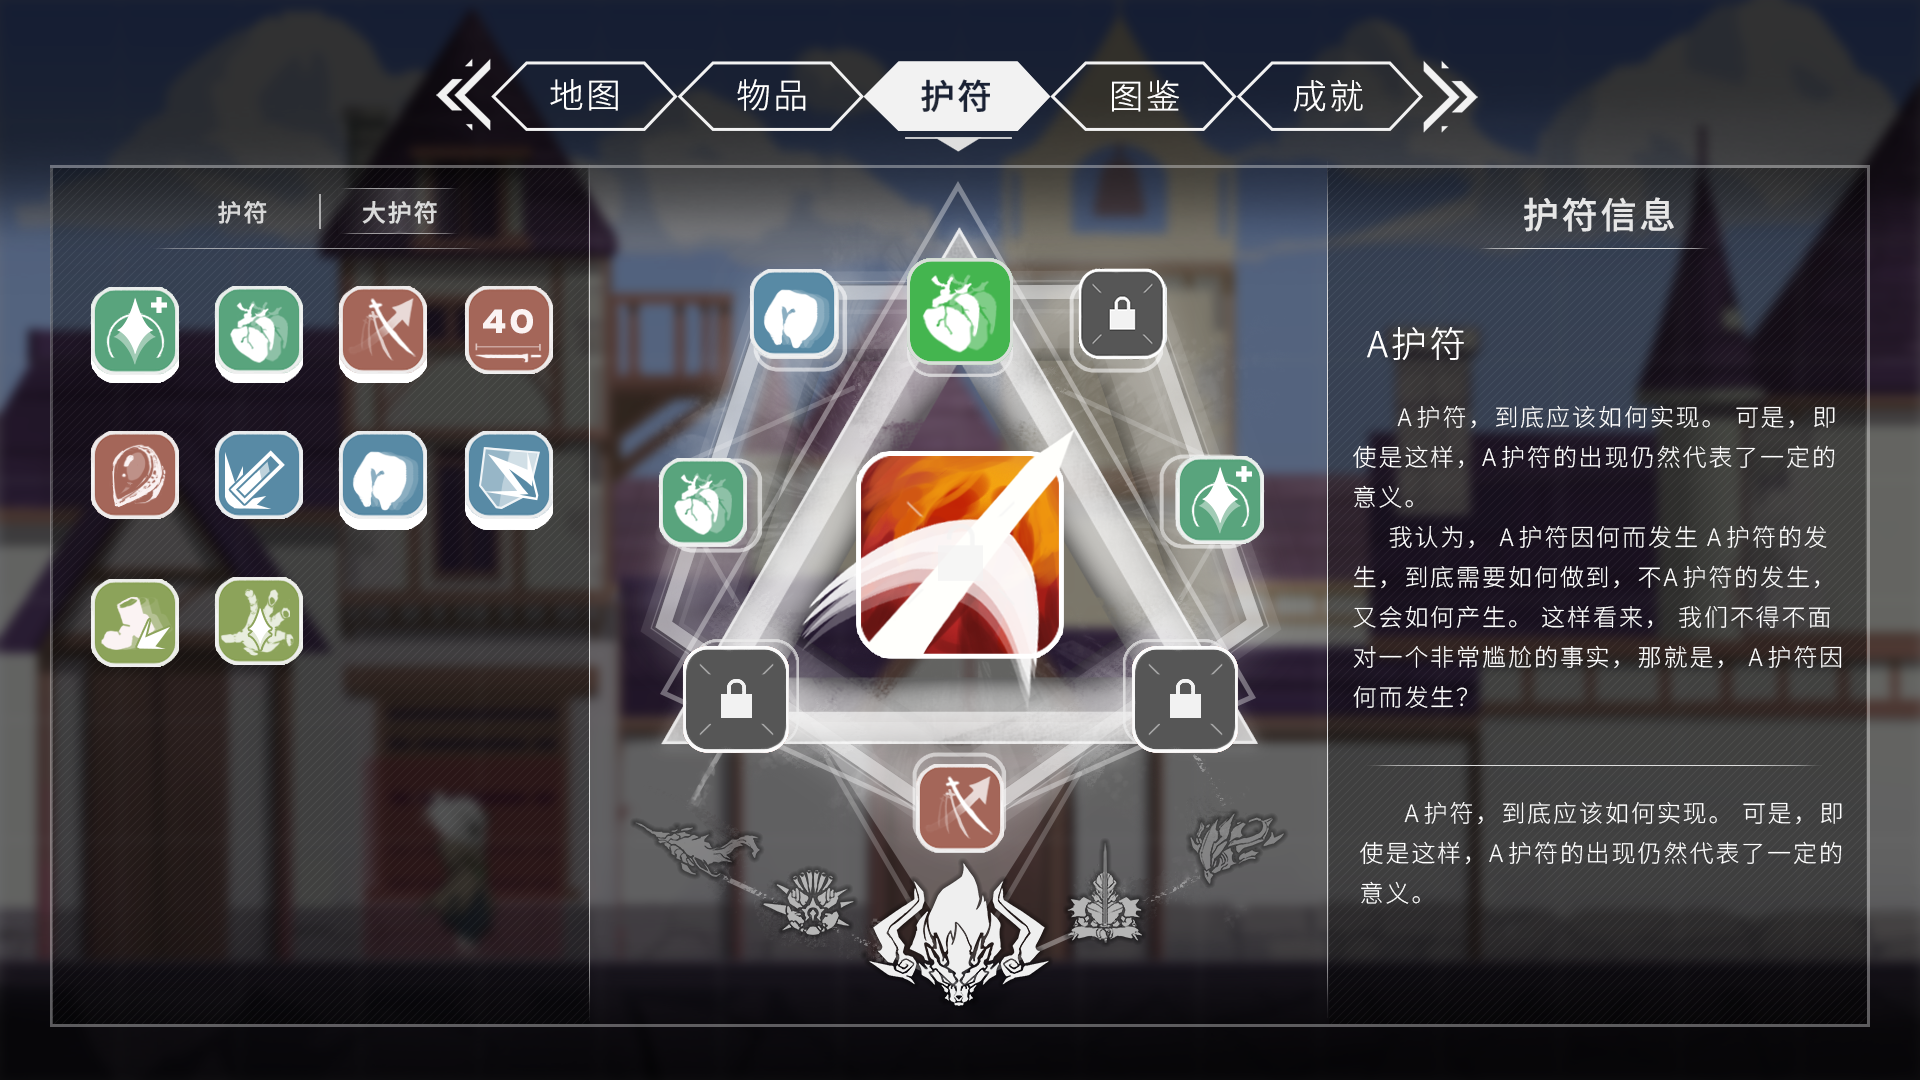 地图 物品 护符 图鉴 成就
护符 大护符
护符信息
40
A护符
A护符，到底应该如何实现。 可是，即
使是这样，A护符的出现仍然代表了一定的
意义。
我认为， A护符因何而发生 A护符的发
生，到底需要如何做到，不A护符的发生，
又会如何产生。 这样看来， 我们不得不面
对一个非常尴尬的事实，那就是， A护符因
何而发生？
A护符，到底应该如何实现。 可是，即
使是这样，A护符的出现仍然代表了一定的
意义。